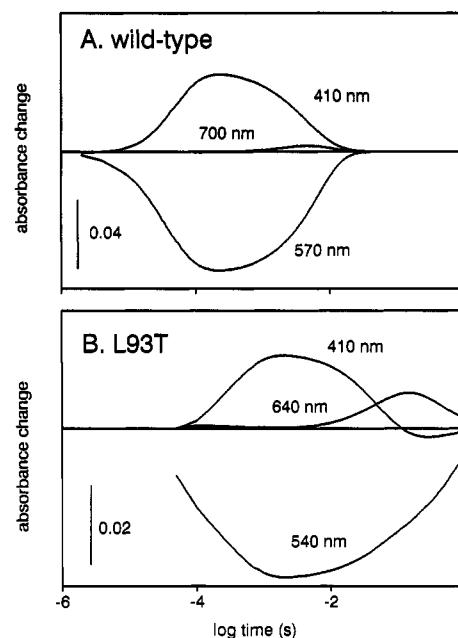 A. wild-type
410 nm
700 nm
570 nm
0.04
absorbance change
B. L93T
410 nm
640 nm
540 nm
0.02
absorbance change
-6 -4 -2 0
log time (s)